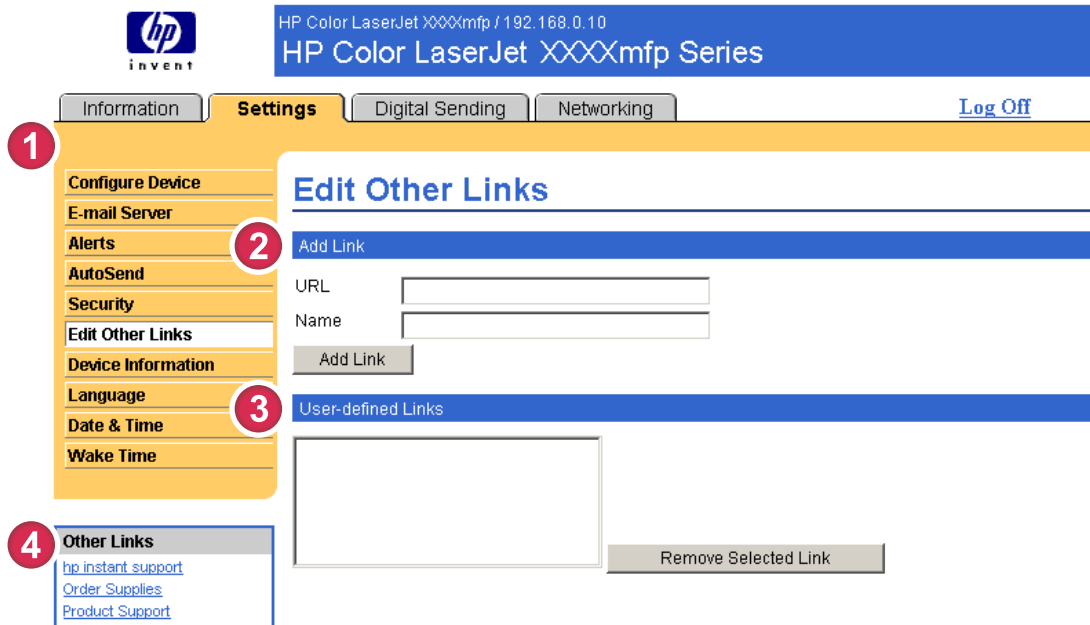 hp
invent
HP Color LaserJet XXXXmfp / 192.168.0.10
HP Color LaserJet XXXXmfp Series
Information
Settings
Digital Sending
Networking
Log Off
1
Configure Device
E-mail Server
Alerts
AutoSend
Security
Edit Other Links
Device Information
Language
Date & Time
Wake Time
Edit Other Links
2
Add Link
URL
Name
Add Link
3
User-defined Links
Remove Selected Link
4
Other Links
hp instant support
Order Supplies
Product Support